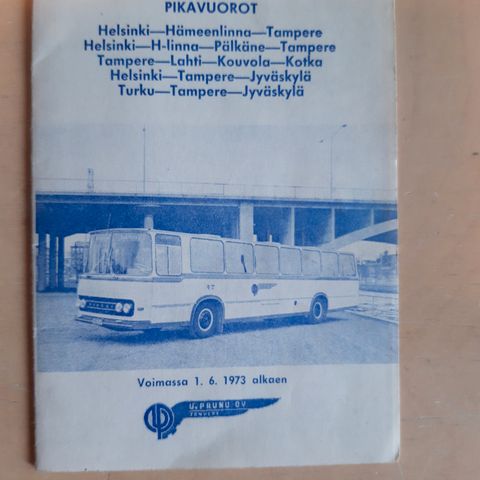 PIKAVUOROT
Helsinki—Hämeenlinna—Tampere
Helsinki—H-linna—Pälkäne—Tampere
Tampere—Lahti—Kouvola—Kotka
Helsinki—Tampere—Jyväskylä
Turku—Tampere—Jyväskylä
Voimassa 1. 6. 1973 alkaen
U. PAUNU OY
TAMPERE